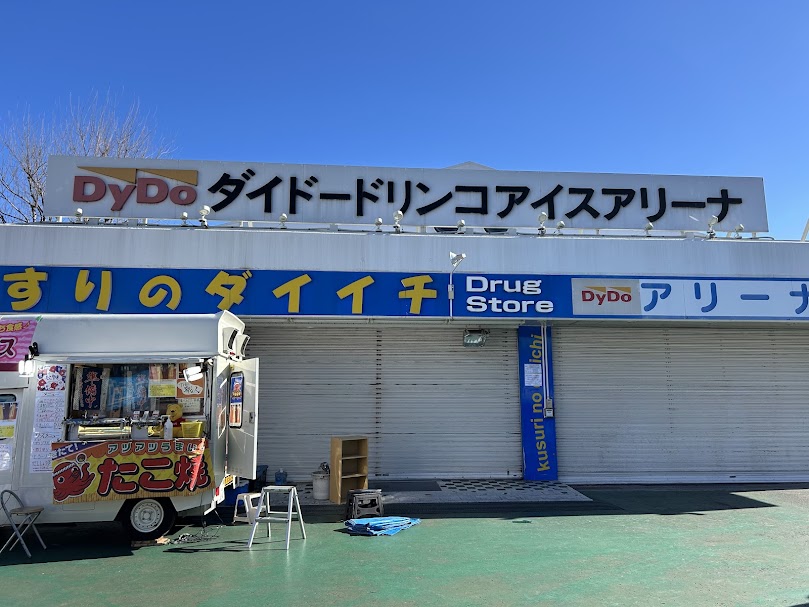 DyDo ダイドードリンコアイスアリーナ
すりのダイイチ Drug Store DyDo アリーナ
kusuri no ichi
アツアツうまい
たこ焼